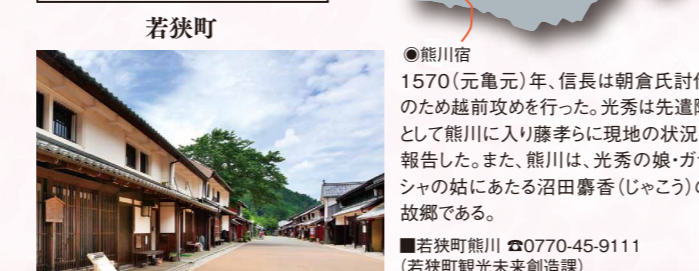 若狭町
◉熊川宿
1570(元亀元)年、信長は朝倉氏討
のため越前攻めを行った。光秀は先遣
として熊川に入り藤孝らに現地の状況
報告した。また、熊川は、光秀の娘・ガ
シャの姑にあたる沼田麝香(じゃこう)
故郷である。
■若狭町熊川 ☎0770-45-9111
(若狭町観光未来創造課)